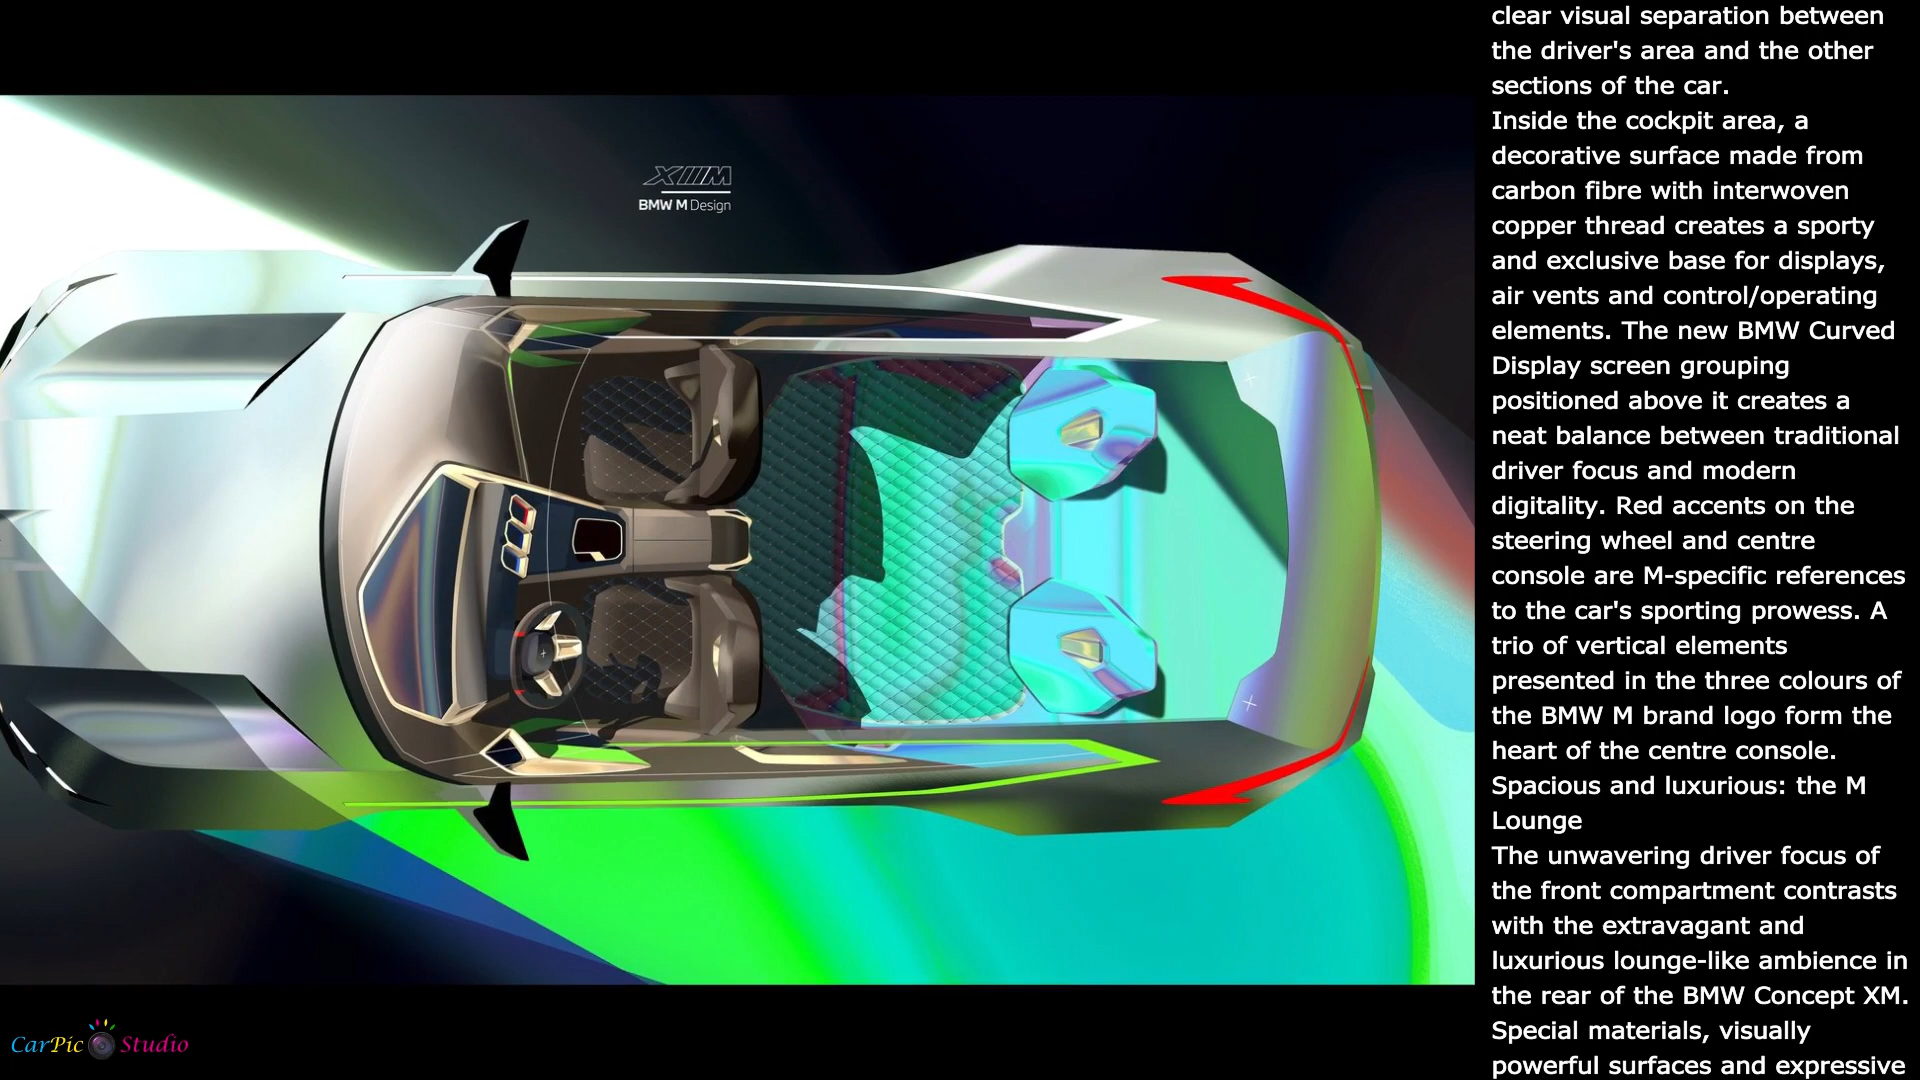 XM
BMW M Design
clear visual separation between
the driver's area and the other
sections of the car.
Inside the cockpit area, a
decorative surface made from
carbon fibre with interwoven
copper thread creates a sporty
and exclusive base for displays,
air vents and control/operating
elements. The new BMW Curved
Display screen grouping
positioned above it creates a
neat balance between traditional
driver focus and modern
digitality. Red accents on the
steering wheel and centre
console are M-specific references
to the car's sporting prowess. A
trio of vertical elements
presented in the three colours of
the BMW M brand logo form the
heart of the centre console.
Spacious and luxurious: the M
Lounge
The unwavering driver focus of
the front compartment contrasts
with the extravagant and
luxurious lounge-like ambience in
the rear of the BMW Concept XM.
Special materials, visually
powerful surfaces and expressive
CarPic Studio